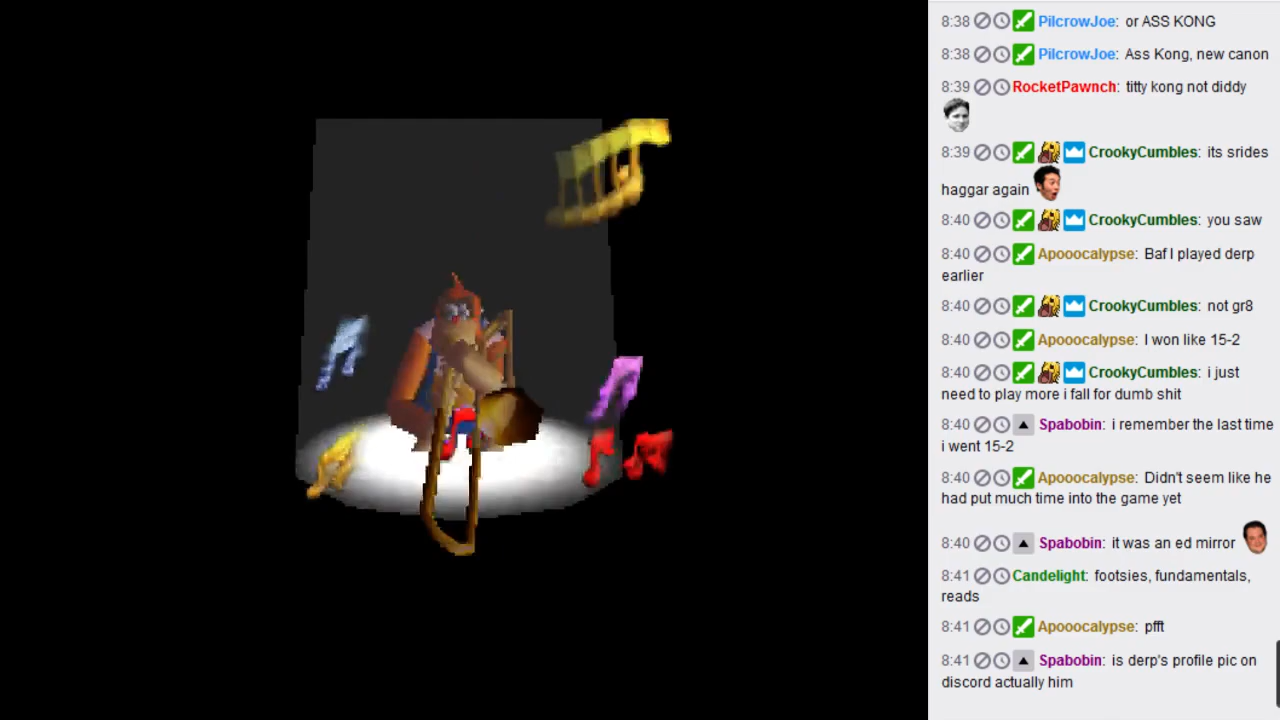 8:38 PilcrowJoe: or ASS KONG
8:38 PilcrowJoe: Ass Kong, new canon
8:39 RocketPawnch: titty kong not diddy
8:39 CrookyCumbles: its srides
haggar again
8:40 CrookyCumbles: you saw
8:40 Apooocalypse: Baf I played derp
earlier
8:40 CrookyCumbles: not gr8
8:40 Apooocalypse: I won like 15-2
8:40 CrookyCumbles: i just
need to play more i fall for dumb shit
8:40 Spabobin: i remember the last time
i went 15-2
8:40 Apooocalypse: Didn't seem like he
had put much time into the game yet
8:40 Spabobin: it was an ed mirror
8:41 Candelight: footsies, fundamentals,
reads
8:41 Apooocalypse: pfft
8:41 Spabobin: is derp's profile pic on
discord actually him